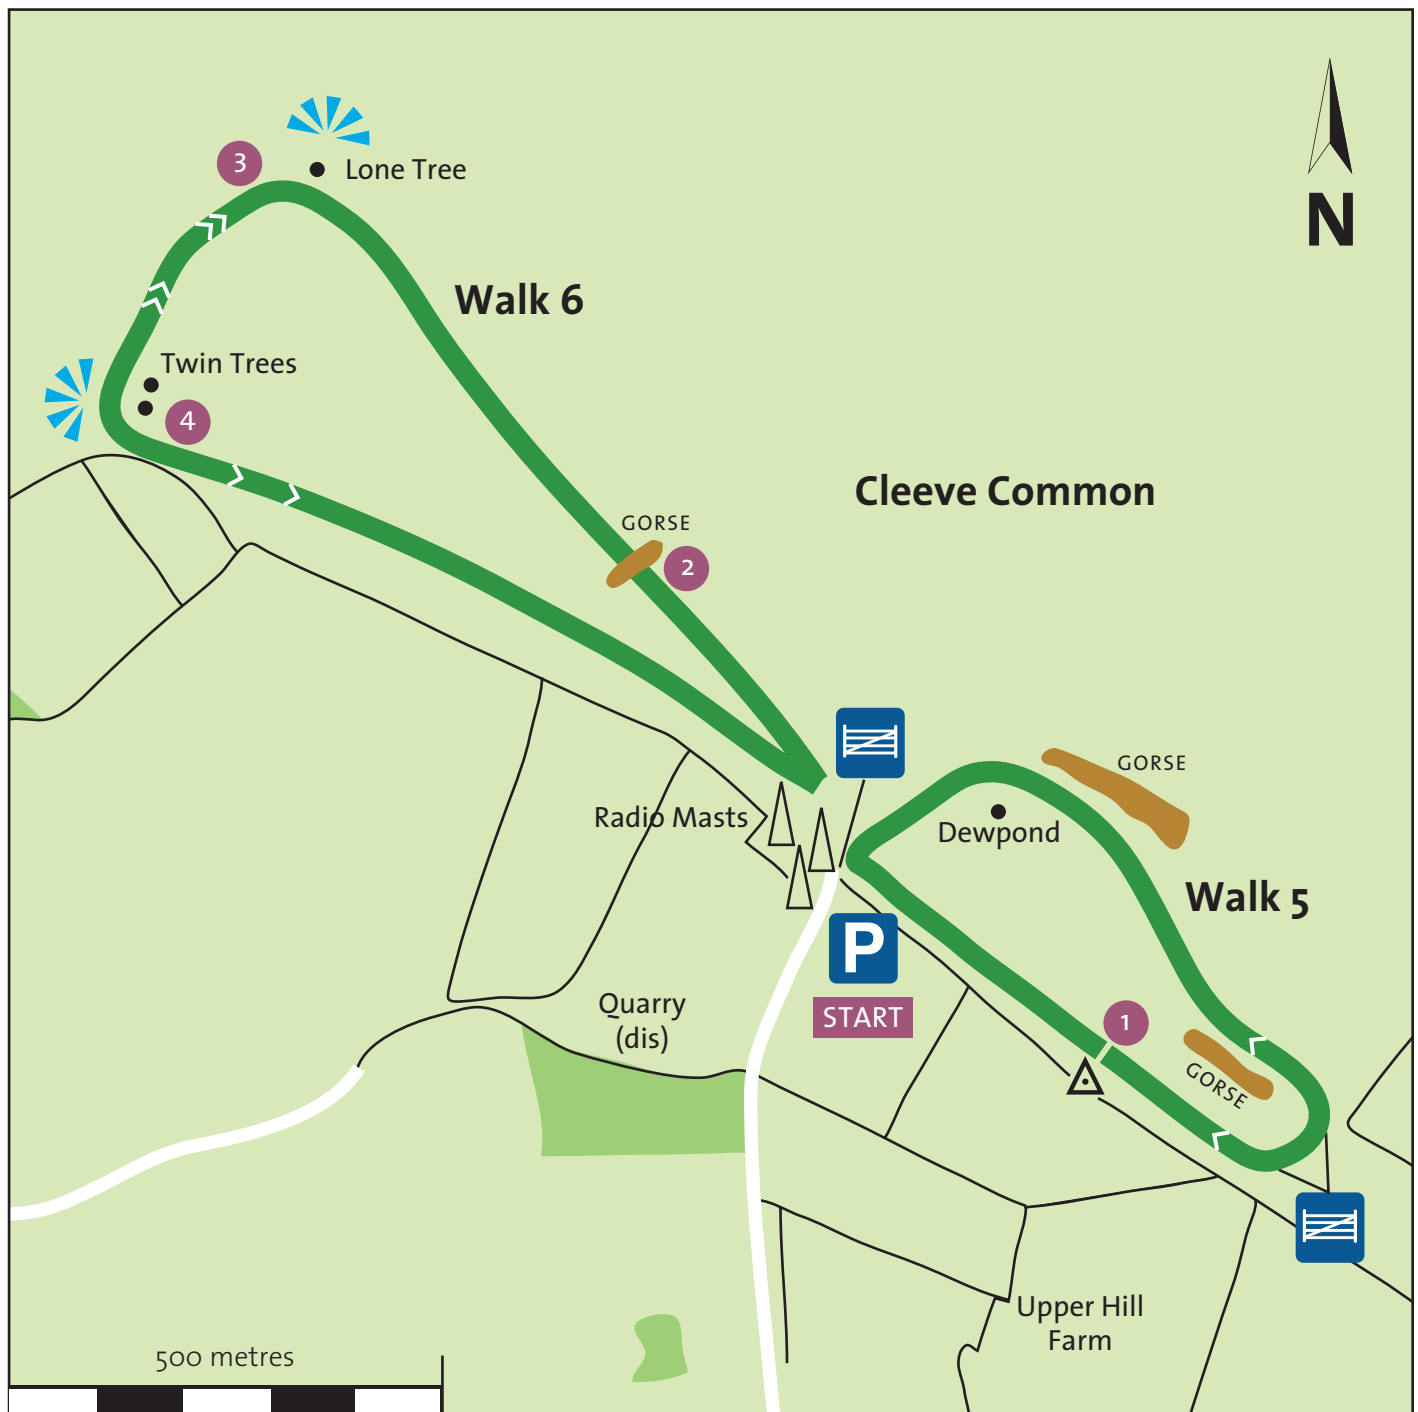 3
Lone Tree
N
Walk 6
Twin Trees
4
Cleeve Common
GORSE
2
GORSE
Radio Masts
Dewpond
Walk 5
P
START
Quarry
(dis)
1
GORSE
Upper Hill
Farm
500 metres